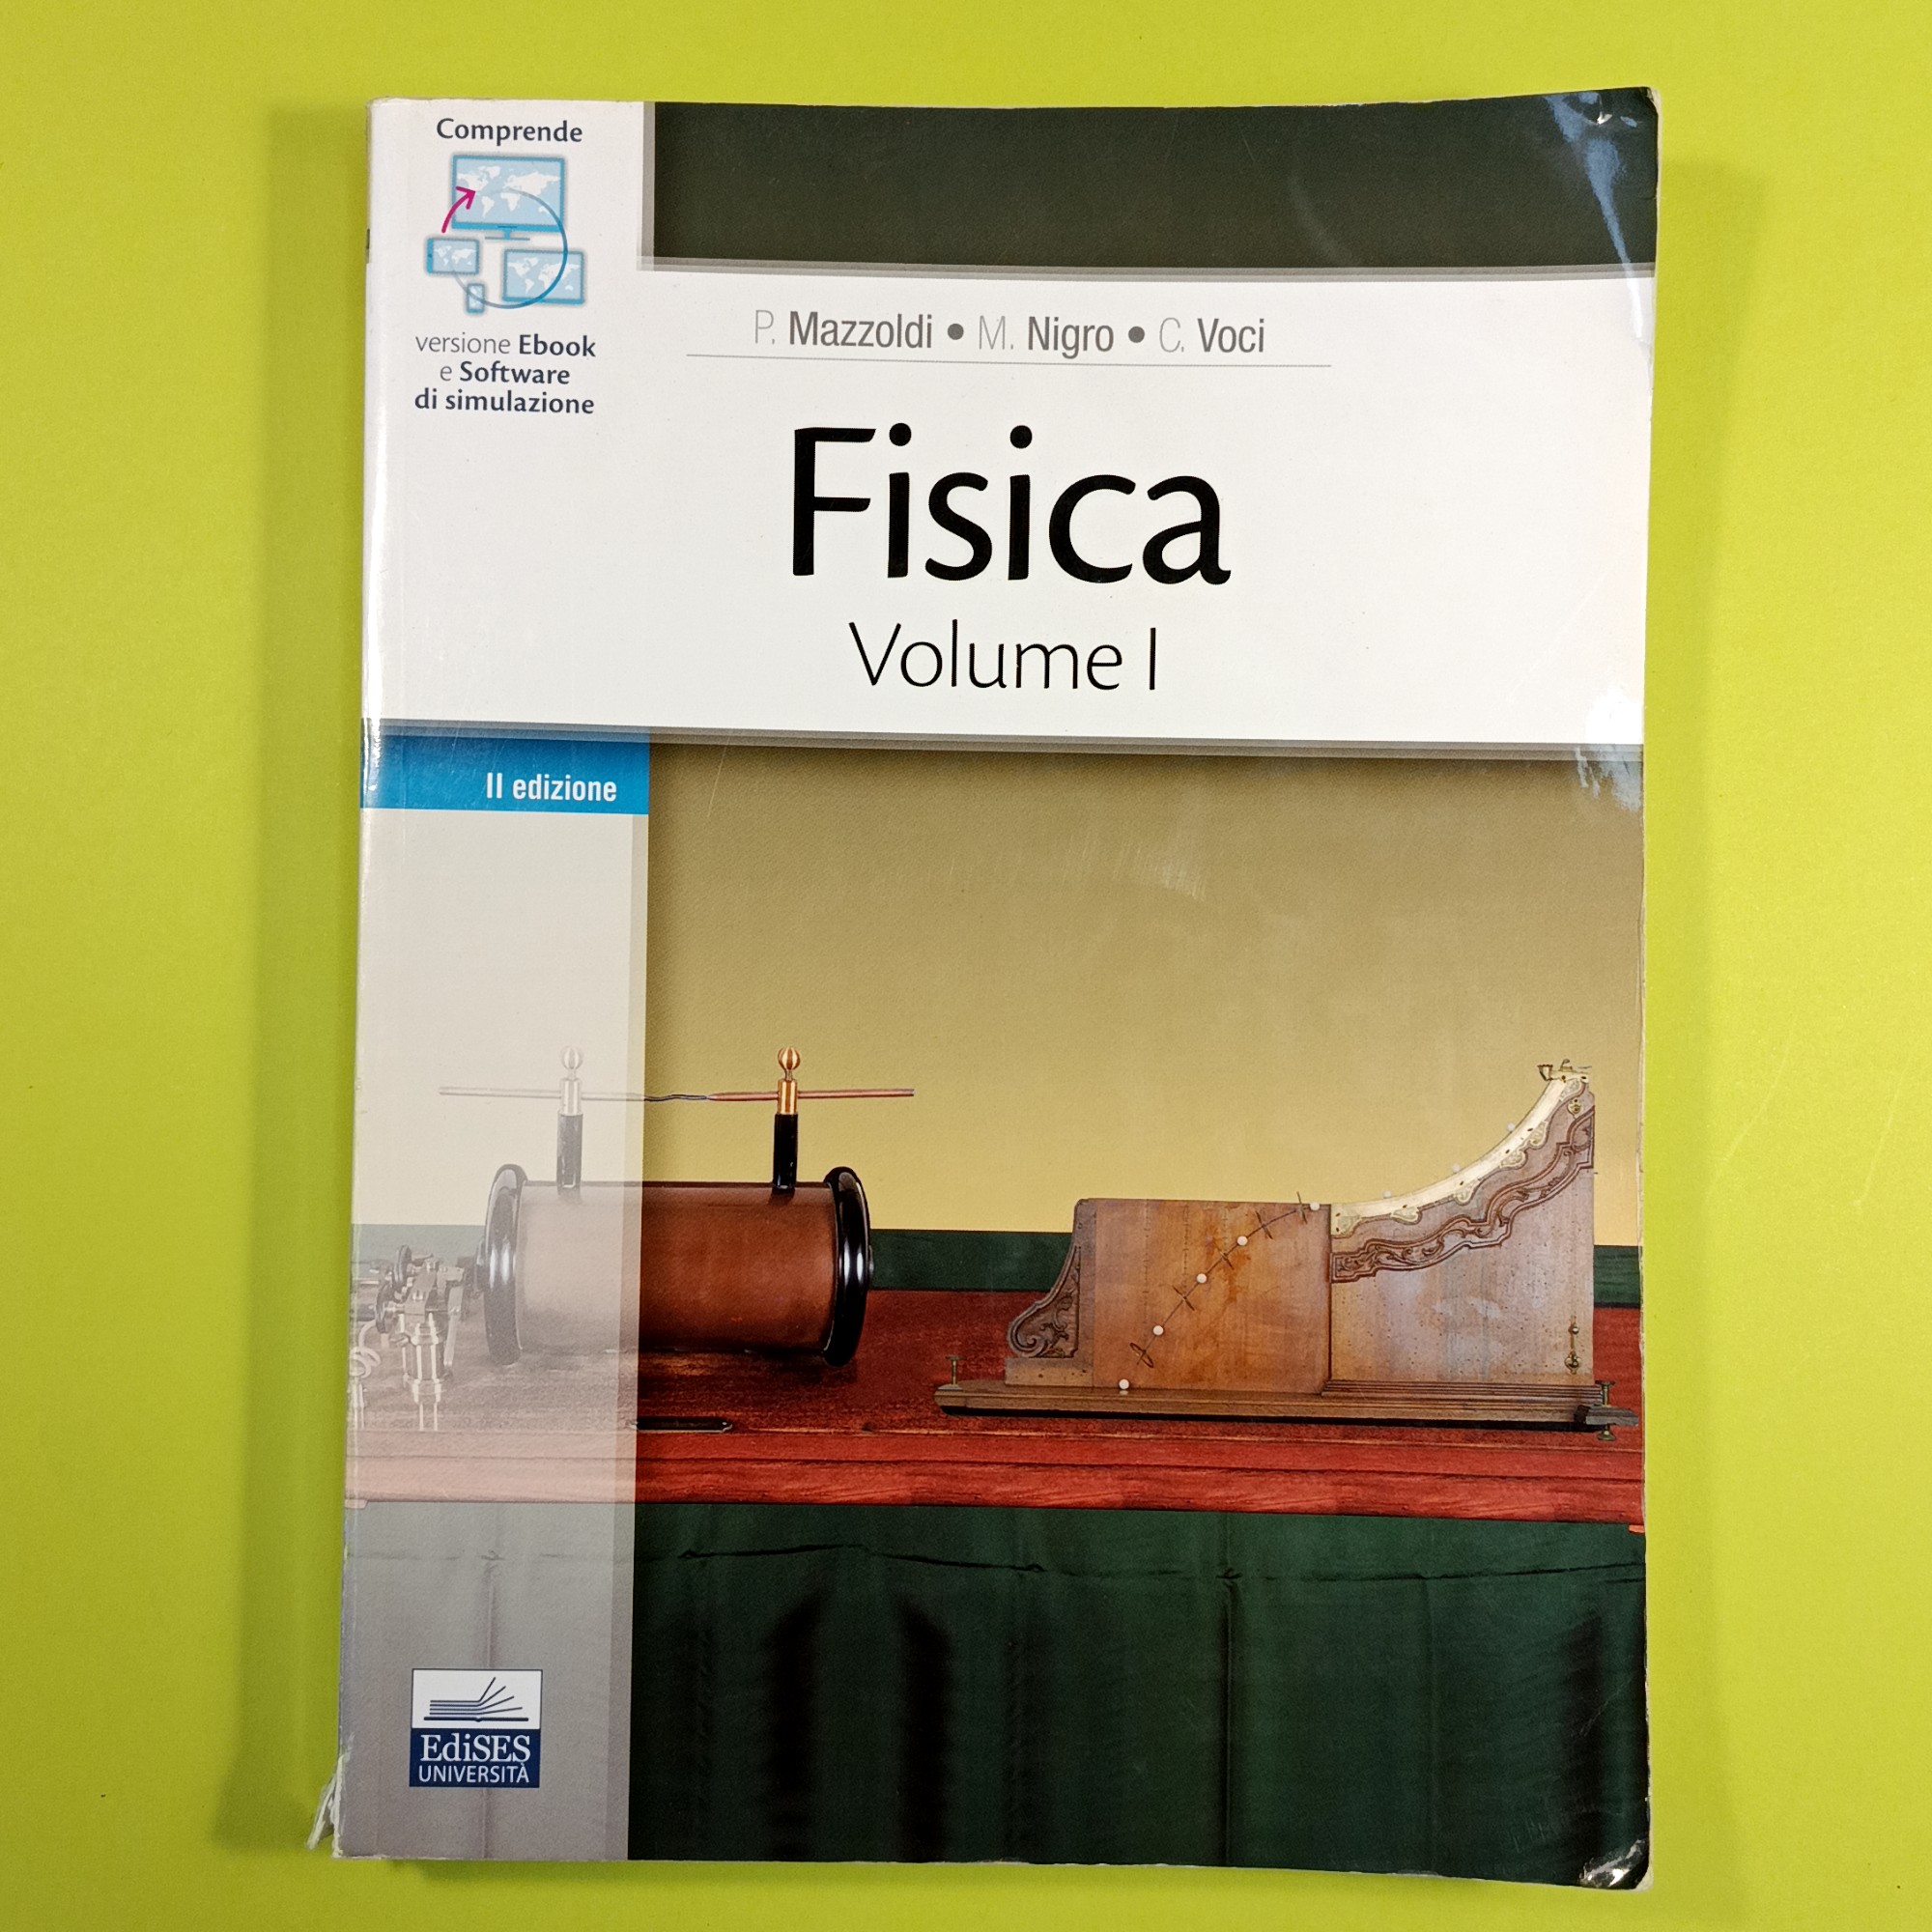 Comprende
versione Ebook
e Software
di simulazione
P. Mazzoldi • M. Nigro • C. Voci
Fisica
Volume I
II edizione
EdiSES
UNIVERSITÀ